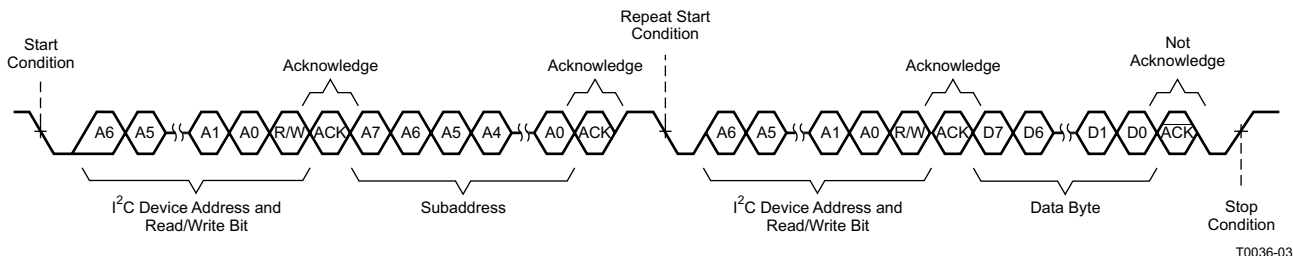 Repeat Start
Condition
Start
Condition
Acknowledge
Acknowledge
Acknowledge
Not
Acknowledge
A6 A5 A1 A0 R/W ACK A7 A6 A5 A4 A0 ACK A6 A5 A1 A0 R/W ACK D7 D6 D1 D0 ACK
I²C Device Address and
Read/Write Bit
Subaddress
I²C Device Address and
Read/Write Bit
Data Byte
Stop
Condition
T0036-03